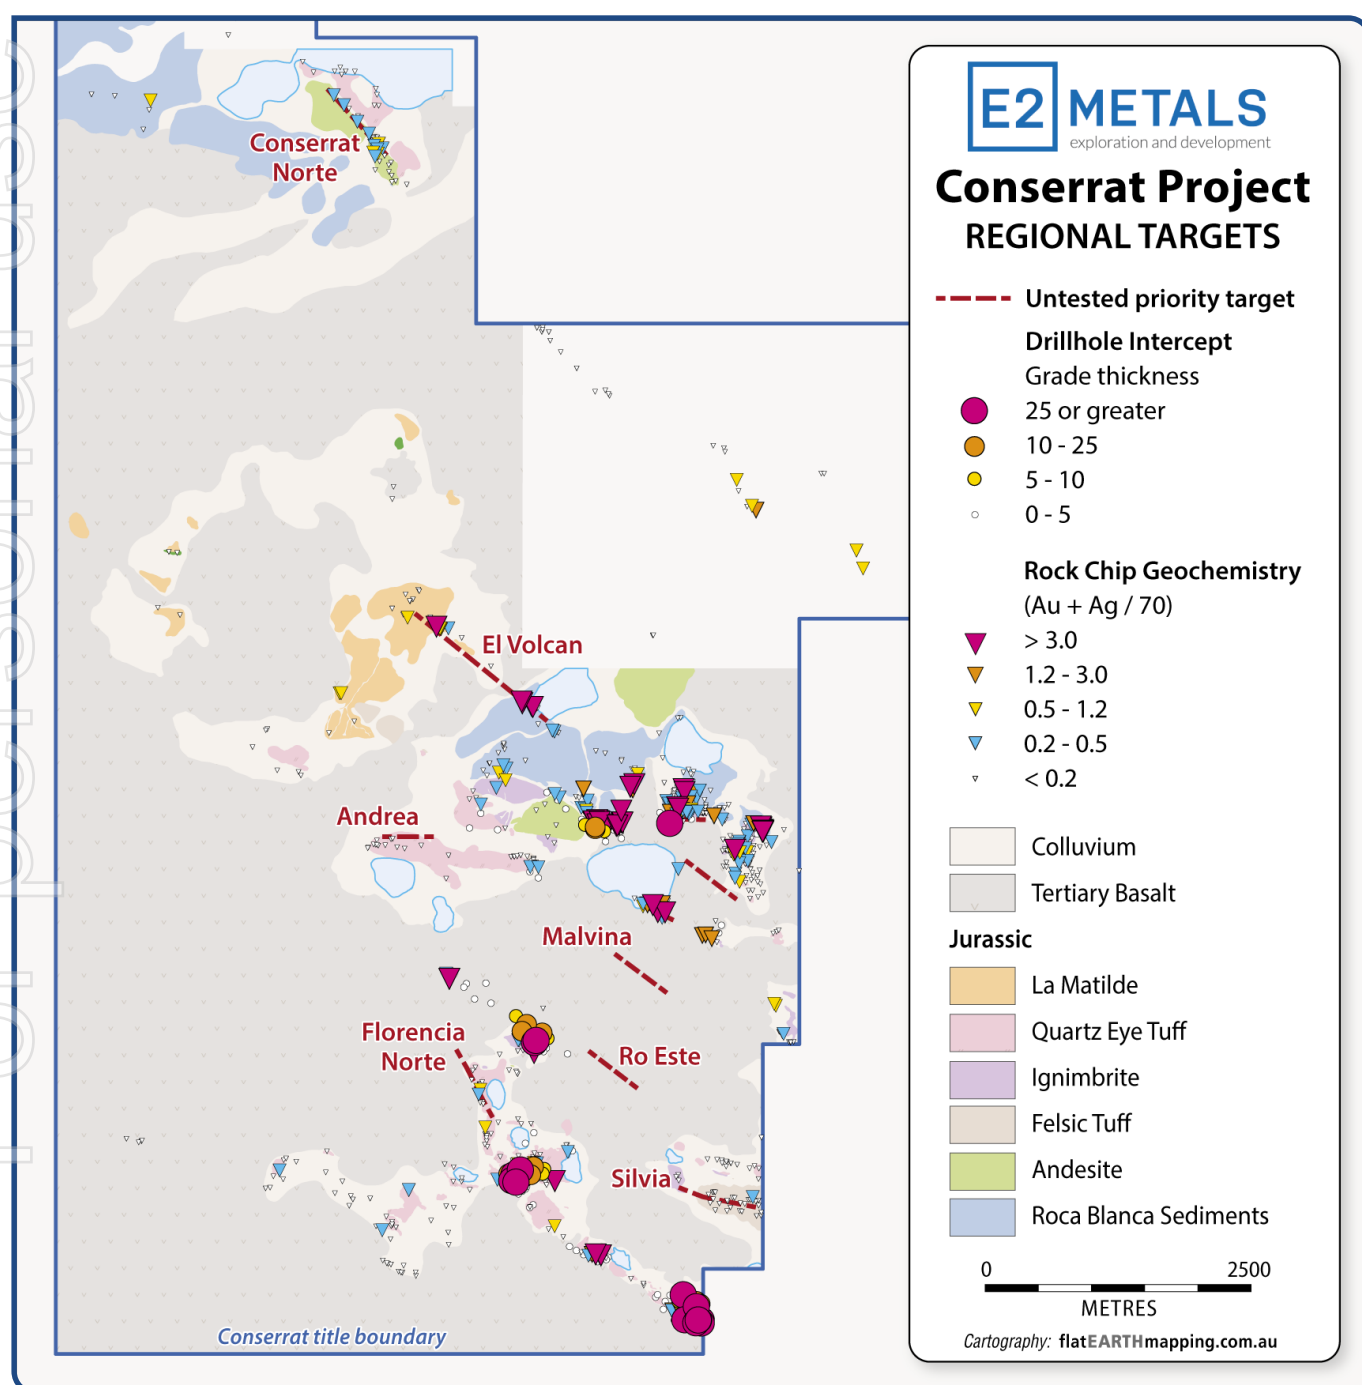 For personal use
Conserrat
Norte
El Volcan
Andrea
Malvina
Florencia
Norte
Ro Este
Silvia
Conserrat title boundary
E2 METALS
exploration and development
Conserrat Project
REGIONAL TARGETS
Untested priority target
Drillhole Intercept
Grade thickness
25 or greater
10 - 25
5 - 10
0 - 5
Rock Chip Geochemistry
(Au + Ag / 70)
> 3.0
1.2 - 3.0
0.5 - 1.2
0.2 - 0.5
< 0.2
Colluvium
Tertiary Basalt
Jurassic
La Matilde
Quartz Eye Tuff
Ignimbrite
Felsic Tuff
Andesite
Roca Blanca Sediments
0 2500
METRES
Cartography: flatEARTHmapping.com.au